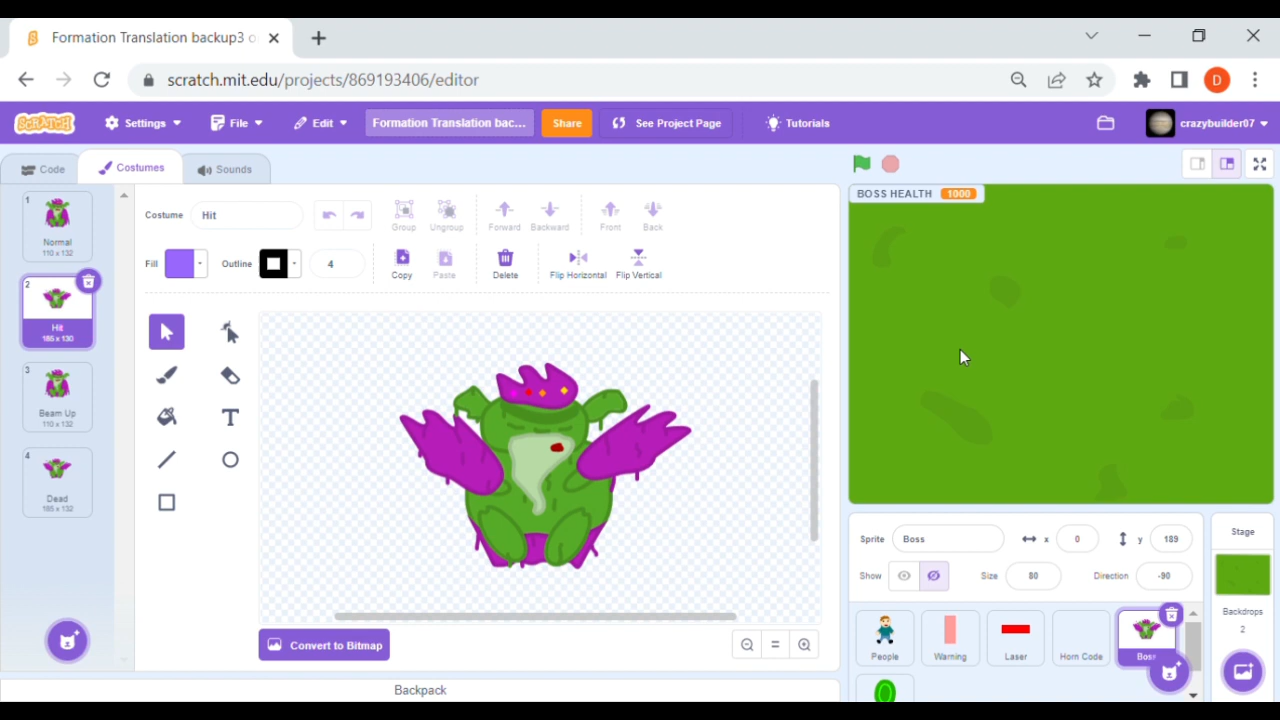 Formation Translation backup3 o
scratch.mit.edu/projects/869193406/editor
D
SCRATCH
Settings
File
Edit
Formation Translation bac...
Share
See Project Page
Tutorials
crazybuilder07
Code
Costumes
Sounds
1
Normal
110 x 132
2
Hit
185 x 130
3
Beam Up
110 x 132
4
Dead
185 x 132
Costume
Hit
Group
Ungroup
Forward
Backward
Front
Back
Fill
Outline
4
Copy
Paste
Delete
Flip Horizontal
Flip Vertical
T
Convert to Bitmap
Backpack
BOSS HEALTH 1000
Sprite
Boss
x
0
y
189
Show
Size
80
Direction
-90
People
Warning
Laser
Horn Code
Boss
Stage
Backdrops
2